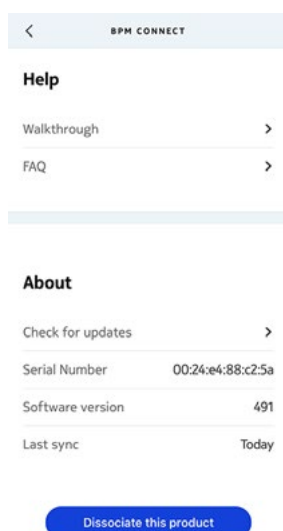 BPM CONNECT
Help
Walkthrough
FAQ
About
Check for updates
Serial Number 00:24:e4:88:c2:5a
Software version 491
Last sync Today
Dissociate this product